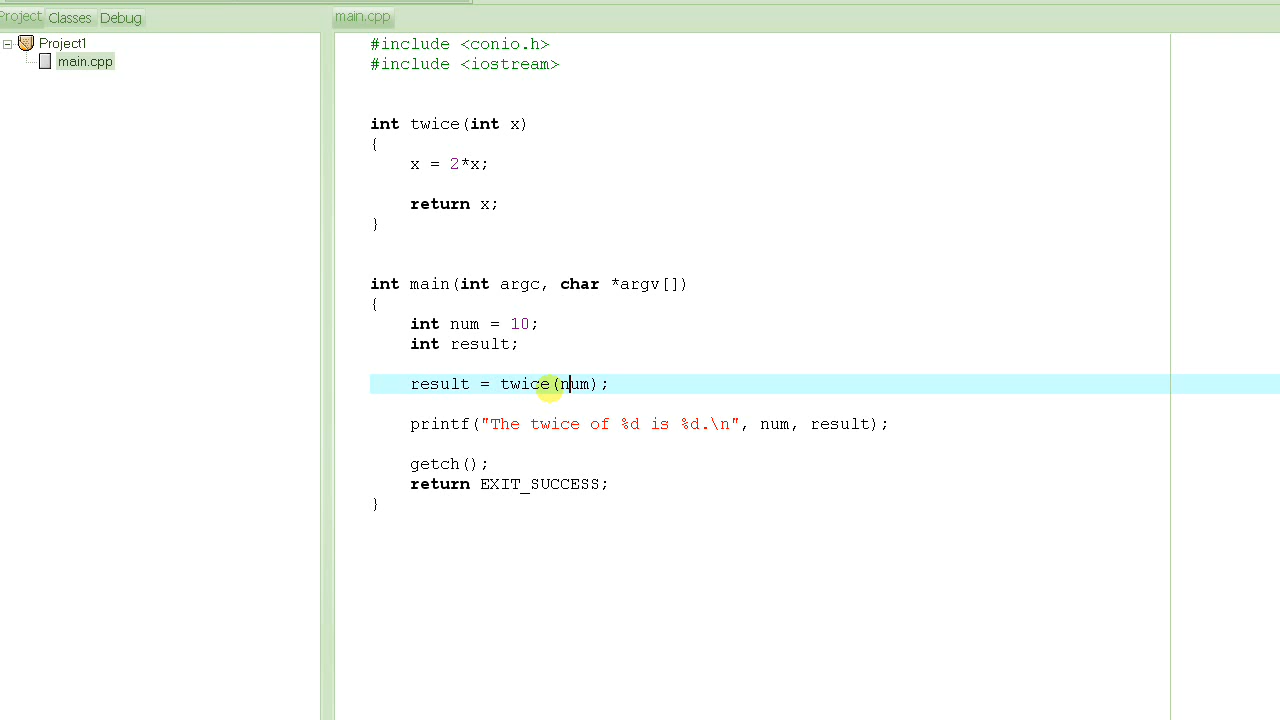 Project Classes Debug
Project1
main.cpp
main.cpp
#include <conio.h>
#include <iostream>
int twice(int x)
{
x = 2*x;
return x;
}
int main(int argc, char *argv[])
{
int num = 10;
int result;
result = twice(num);
printf("The twice of %d is %d.\n", num, result);
getch();
return EXIT_SUCCESS;
}